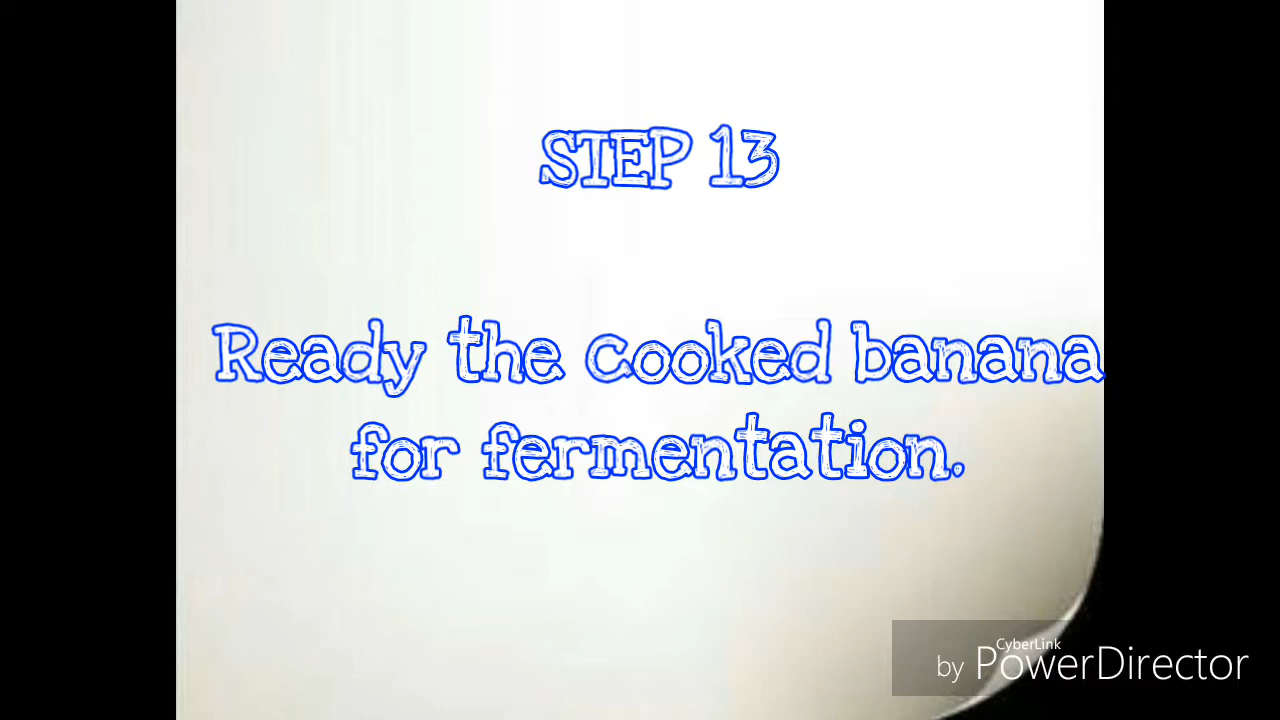 STEP 13
Ready the cooked banana
for fermentation.
CyberLink
by PowerDirector